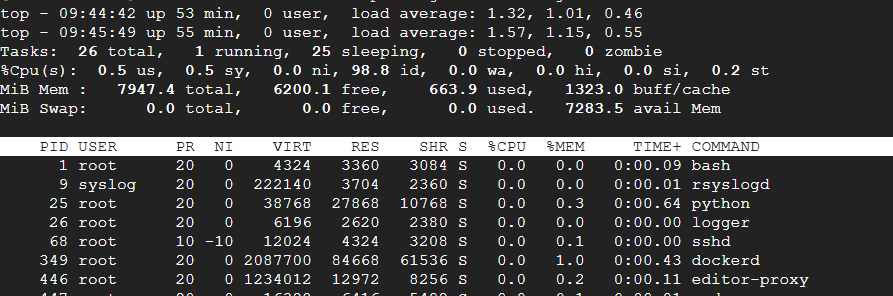 top - 09:44:42 up 53 min,  0 user,  load average: 1.32, 1.01, 0.46
top - 09:45:49 up 55 min,  0 user,  load average: 1.57, 1.15, 0.55
Tasks:  26 total,   1 running,  25 sleeping,   0 stopped,   0 zombie
%Cpu(s):  0.5 us,  0.5 sy,  0.0 ni, 98.8 id,  0.0 wa,  0.0 hi,  0.0 si,  0.2 st
MiB Mem :   7947.4 total,   6200.1 free,    663.9 used,   1323.0 buff/cache
MiB Swap:      0.0 total,      0.0 free,      0.0 used.   7283.5 avail Mem
PID USER      PR  NI    VIRT    RES    SHR S  %CPU  %MEM     TIME+ COMMAND
1 root      20   0    4324   3360   3084 S   0.0   0.0   0:00.09 bash
9 syslog    20   0  222140   3704   2360 S   0.0   0.0   0:00.01 rsyslogd
25 root      20   0   38768  27868  10768 S   0.0   0.3   0:00.64 python
26 root      20   0    6196   2620   2380 S   0.0   0.0   0:00.00 logger
68 root      10 -10   12024   4324   3208 S   0.0   0.1   0:00.00 sshd
349 root      20   0 2087700  84668  61536 S   0.0   1.0   0:00.43 dockerd
446 root      20   0 1234012  12972   8256 S   0.0   0.2   0:00.11 editor-proxy